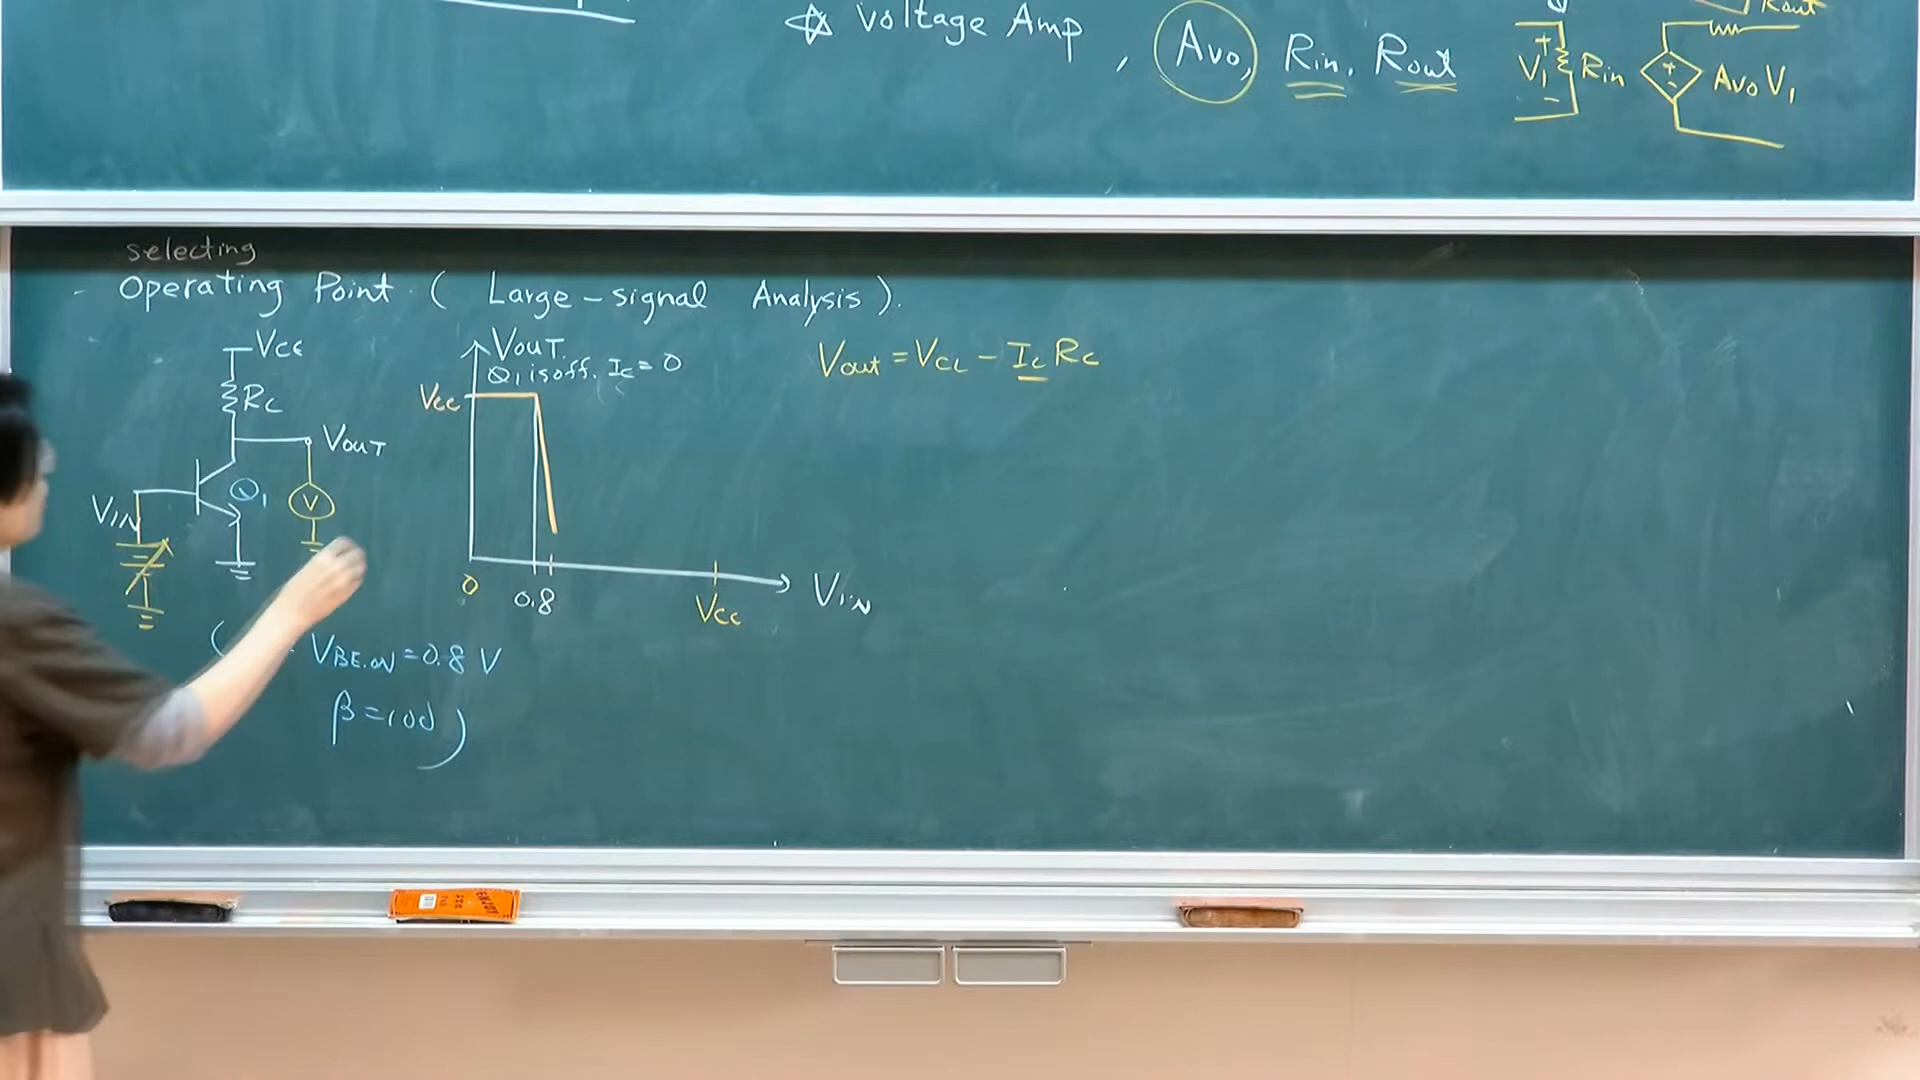 ☆ Voltage Amp, Avo, Rin, Rout
Rout
+
V1
-
Rin
+
-
Avo V1
selecting
- Operating Point (Large-signal Analysis).
VCC
RC
VOUT
Q1
V
VIN
VOUT
Q1 is off. Ic=0
Vcc
0
0.8
Vcc
VIN
Vout = VCC - IC RC
VBE.ON = 0.8 V
β = 100)
ENJOY